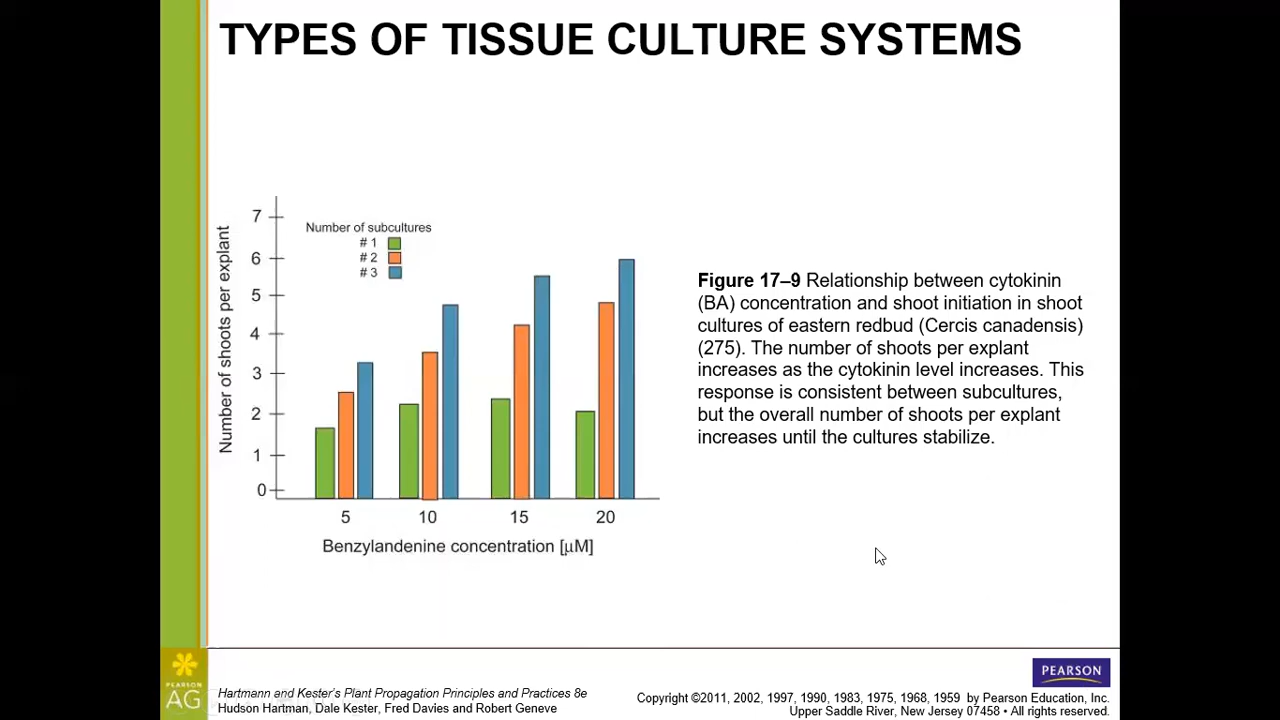 TYPES OF TISSUE CULTURE SYSTEMS
Number of shoots per explant
7
6
5
4
3
2
1
0
Number of subcultures
# 1
# 2
# 3
5 10 15 20
Benzylandenine concentration [µM]
Figure 17–9 Relationship between cytokinin
(BA) concentration and shoot initiation in shoot
cultures of eastern redbud (Cercis canadensis)
(275). The number of shoots per explant
increases as the cytokinin level increases. This
response is consistent between subcultures,
but the overall number of shoots per explant
increases until the cultures stabilize.
PEARSON
AG
Hartmann and Kester's Plant Propagation Principles and Practices 8e
Hudson Hartman, Dale Kester, Fred Davies and Robert Geneve
PEARSON
Copyright ©2011, 2002, 1997, 1990, 1983, 1975, 1968, 1959 by Pearson Education, Inc.
Upper Saddle River, New Jersey 07458 • All rights reserved.